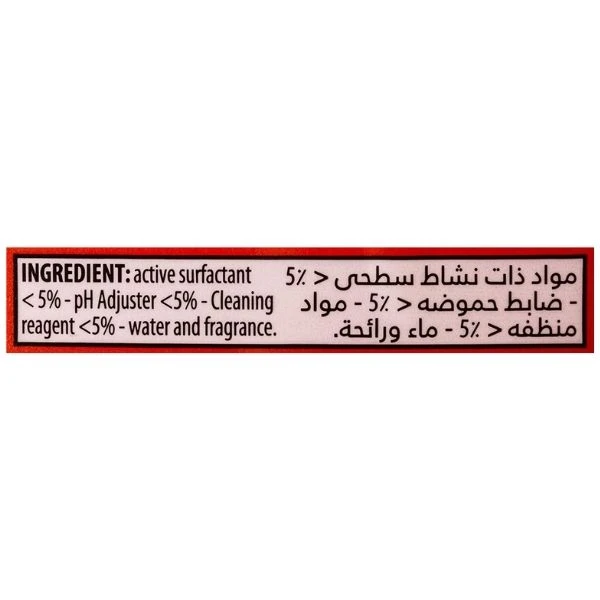 INGREDIENT: active surfactant
< 5% - pH Adjuster <5% - Cleaning
reagent <5% - water and fragrance.
مواد ذات نشاط سطحى < 5٪
- ضابط حموضه < 5٪ - مواد
منظفه < 5٪ - ماء ورائحة.